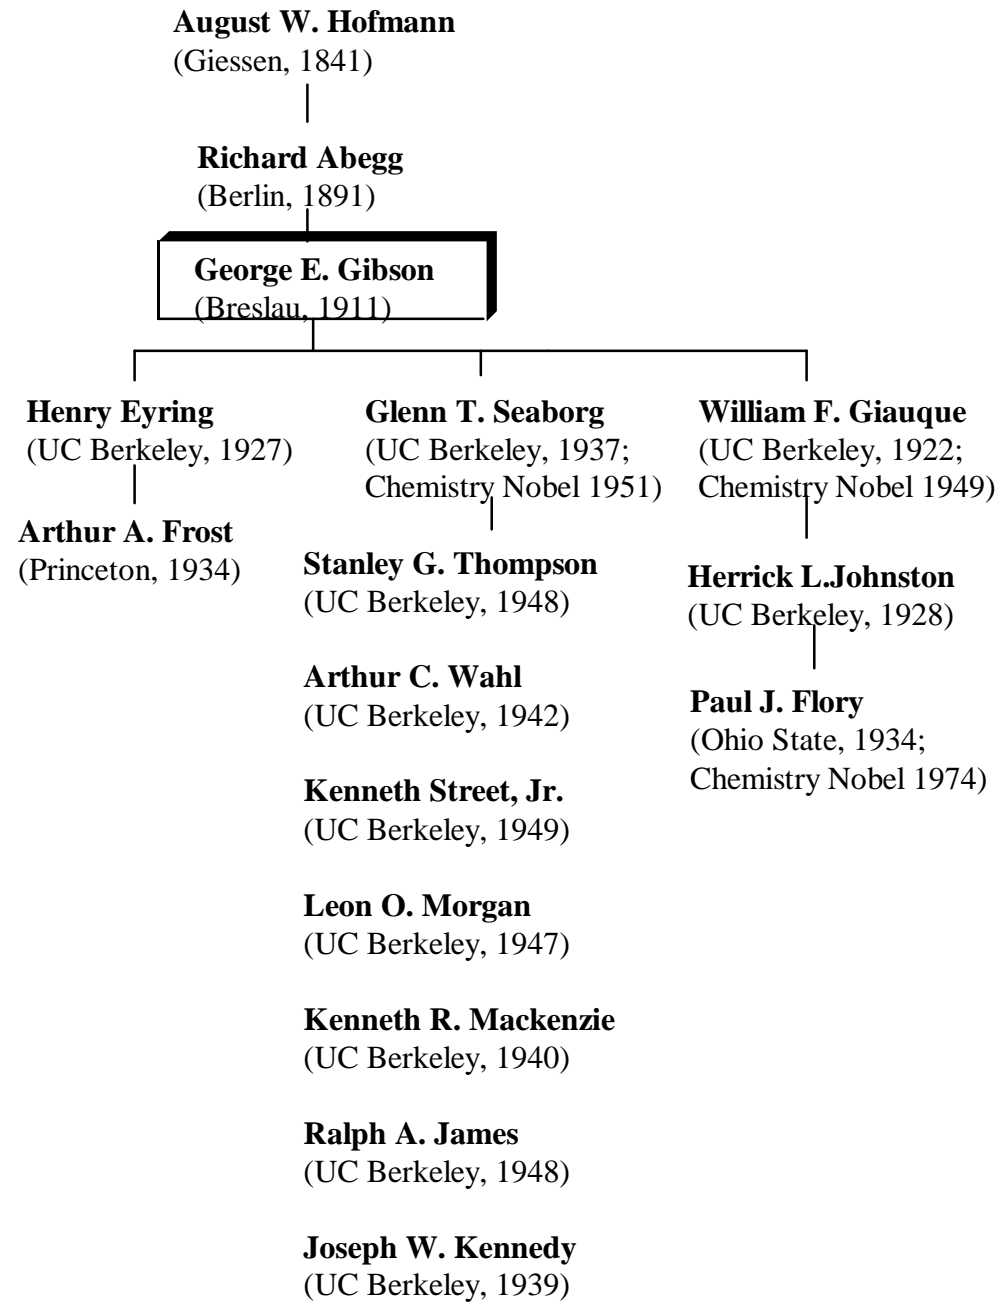 August W. Hofmann
(Giessen, 1841)
Richard Abegg
(Berlin, 1891)
George E. Gibson
(Breslau, 1911)
Henry Eyring
(UC Berkeley, 1927)
Arthur A. Frost
(Princeton, 1934)
Glenn T. Seaborg
(UC Berkeley, 1937;
Chemistry Nobel 1951)
Stanley G. Thompson
(UC Berkeley, 1948)
Arthur C. Wahl
(UC Berkeley, 1942)
Kenneth Street, Jr.
(UC Berkeley, 1949)
Leon O. Morgan
(UC Berkeley, 1947)
Kenneth R. Mackenzie
(UC Berkeley, 1940)
Ralph A. James
(UC Berkeley, 1948)
Joseph W. Kennedy
(UC Berkeley, 1939)
William F. Giauque
(UC Berkeley, 1922;
Chemistry Nobel 1949)
Herrick L.Johnston
(UC Berkeley, 1928)
Paul J. Flory
(Ohio State, 1934;
Chemistry Nobel 1974)